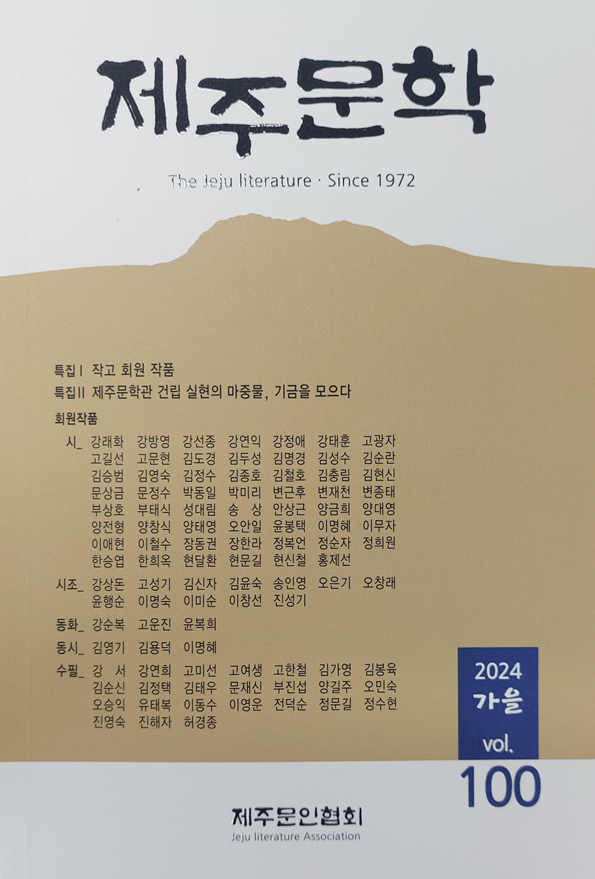 제주문학
The Jeju literature · Since 1972
특집 I 작고 회원 작품
특집II 제주문학관 건립 실현의 마중물, 기금을 모으다
회원작품
시_ 강래화 강방영 강선종 강연익 강정애 강태훈 고광자
고길선 고문현 김도경 김두성 김명경 김성수 김순란
김승범 김영숙 김정수 김종호 김철호 김충림 김현신
문상금 문정수 박동일 박미리 변근후 변재천 변종태
부상호 부태식 성대림 송 상 안상근 양금희 양대영
양전형 양창식 양태영 오안일 윤봉택 이명혜 이무자
이애현 이철수 장동권 장한라 정복언 정순자 정희원
한승엽 한희옥 현달환 현문길 현신철 홍제선
시조_ 강상돈 고성기 김신자 김윤숙 송인영 오은기 오창래
윤행순 이명숙 이미순 이창선 진성기
동화_ 강순복 고운진 윤복희
동시_ 김영기 김용덕 이명혜
수필_ 강 서 강연희 고미선 고여생 고한철 김가영 김봉육
김순신 김정택 김태우 문재신 부진섭 양길주 오민숙
오승익 유태복 이동수 이영운 전덕순 정문길 정수현
진영숙 진해자 허경종
2024
가을
vol.
100
제주문인협회
Jeju literature Association